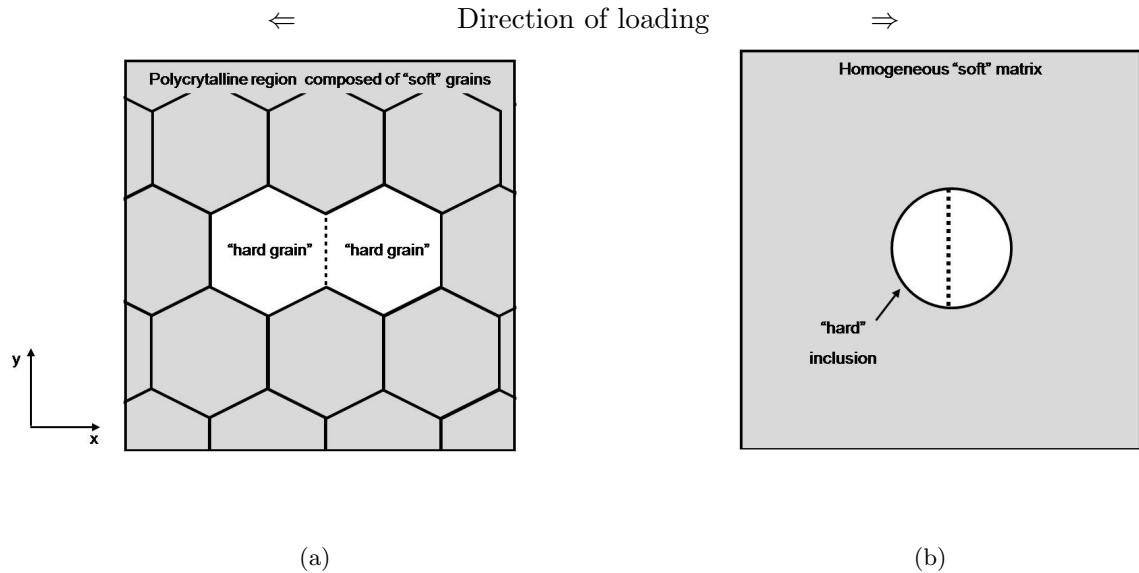 ⇐ Direction of loading ⇒
Polycrytalline region composed of “soft” grains
“hard grain” “hard grain”
y
x
(a)
Homogeneous “soft” matrix
“hard”
inclusion
(b)